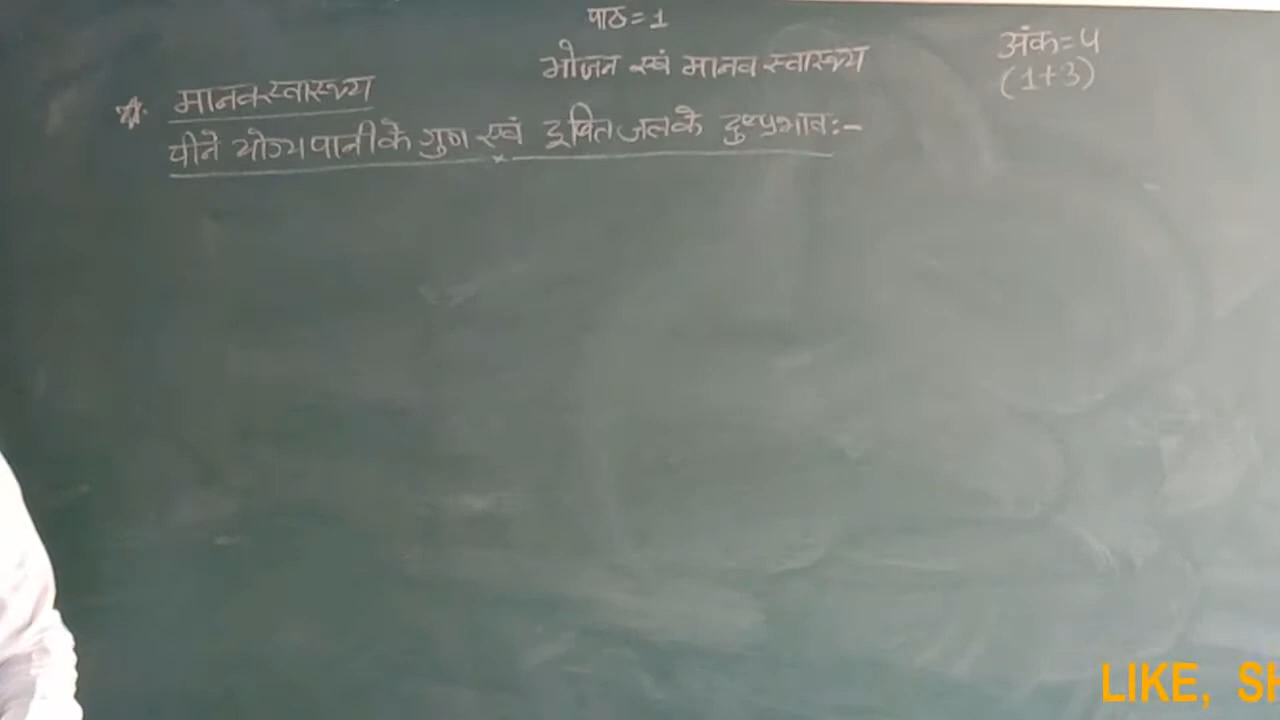 पाठ = 1
भोजन एवं मानव स्वास्थ्य
अंक = 4
(1+3)
मानव स्वास्थ्य
पीने योग्य पानी के गुण एवं दूषित जल के दुष्प्रभाव :-
LIKE, SH